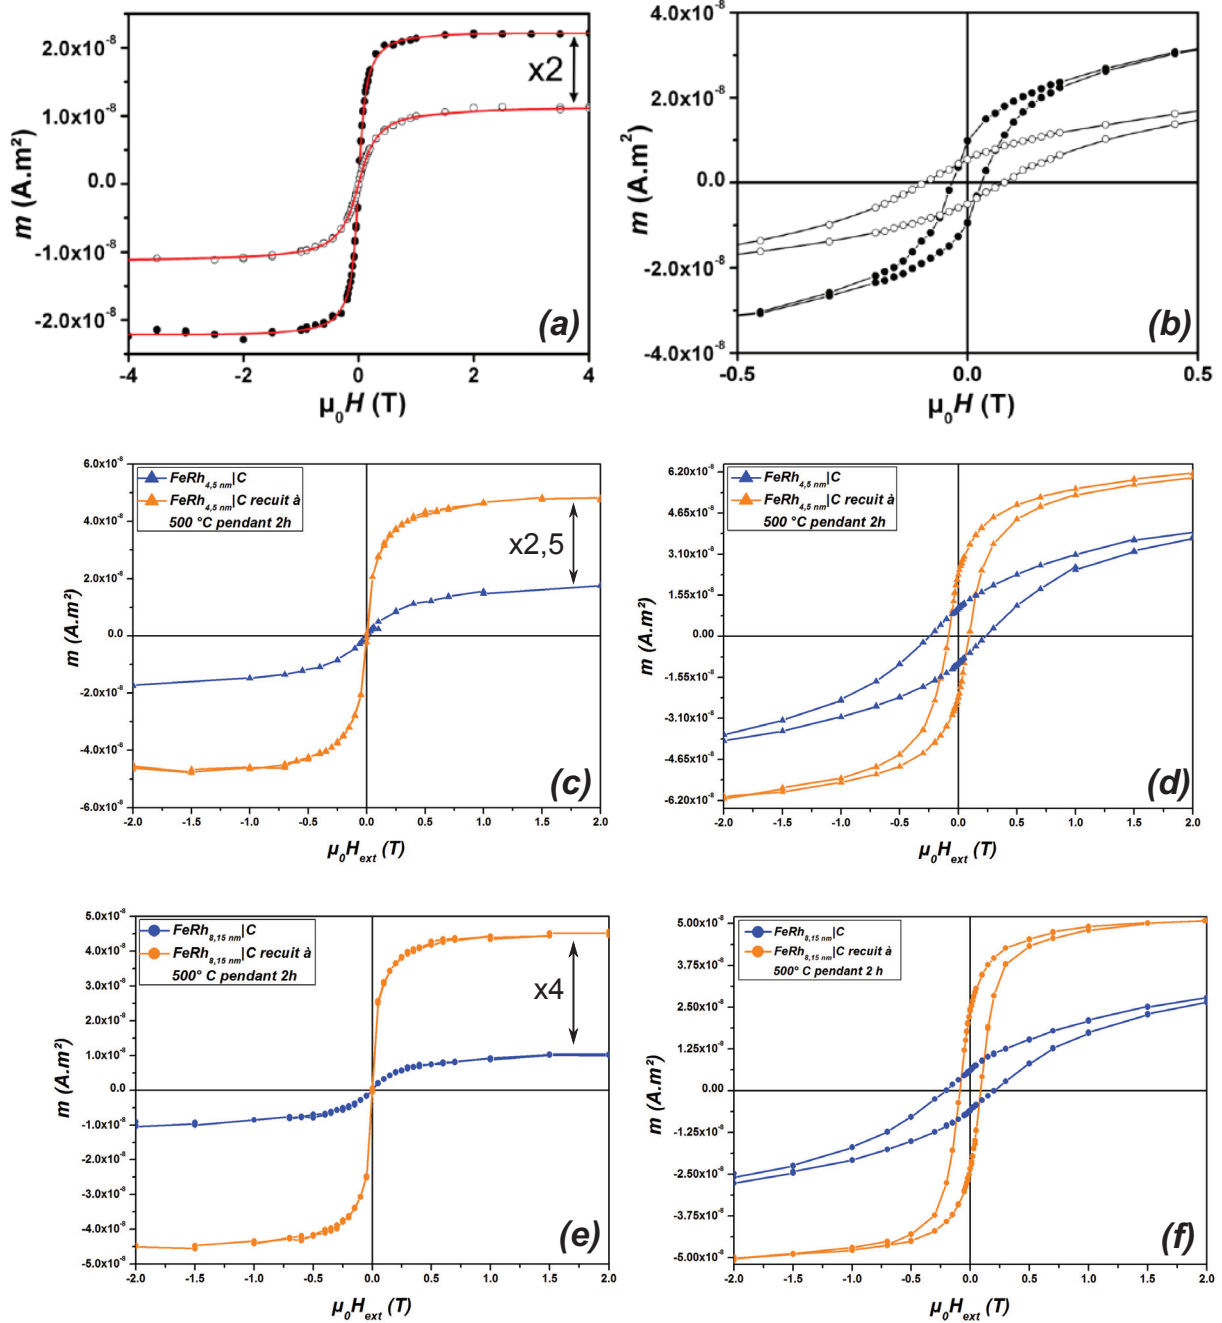 2.0x10⁻⁸
1.0x10⁻⁸
0.0
-1.0x10⁻⁸
-2.0x10⁻⁸
m (A.m²)
x2
(a)
-4 -2 0 2 4
μ₀H (T)
4.0x10⁻⁸
2.0x10⁻⁸
0.0
-2.0x10⁻⁸
-4.0x10⁻⁸
m (A.m²)
(b)
-0.5 0.0 0.5
μ₀H (T)
FeRh₄,₅ ₙₘ|C
FeRh₄,₅ ₙₘ|C recuit à
500 °C pendant 2h
6.0x10⁻⁸
4.0x10⁻⁸
2.0x10⁻⁸
0.0
-2.0x10⁻⁸
-4.0x10⁻⁸
-6.0x10⁻⁸
m (A.m²)
x2,5
(c)
-2.0 -1.5 -1.0 -0.5 0.0 0.5 1.0 1.5 2.0
μ₀Hext (T)
FeRh₄,₅ ₙₘ|C
FeRh₄,₅ ₙₘ|C recuit à
500 °C pendant 2h
6.20x10⁻⁸
4.65x10⁻⁸
3.10x10⁻⁸
1.55x10⁻⁸
0.00
-1.55x10⁻⁸
-3.10x10⁻⁸
-4.65x10⁻⁸
-6.20x10⁻⁸
m (A.m²)
(d)
-2.0 -1.5 -1.0 -0.5 0.0 0.5 1.0 1.5 2.0
μ₀Hext (T)
FeRh₈,₁₅ ₙₘ|C
FeRh₈,₁₅ ₙₘ|C recuit à
500° C pendant 2h
5.0x10⁻⁸
4.0x10⁻⁸
3.0x10⁻⁸
2.0x10⁻⁸
1.0x10⁻⁸
0.0
-1.0x10⁻⁸
-2.0x10⁻⁸
-3.0x10⁻⁸
-4.0x10⁻⁸
-5.0x10⁻⁸
m (A.m²)
x4
(e)
-2.0 -1.5 -1.0 -0.5 0.0 0.5 1.0 1.5 2.0
μ₀Hext (T)
FeRh₈,₁₅ ₙₘ|C
FeRh₈,₁₅ ₙₘ|C recuit à
500 °C pendant 2 h
5.00x10⁻⁸
3.75x10⁻⁸
2.50x10⁻⁸
1.25x10⁻⁸
0.00
-1.25x10⁻⁸
-2.50x10⁻⁸
-3.75x10⁻⁸
-5.00x10⁻⁸
m (A.m²)
(f)
-2.0 -1.5 -1.0 -0.5 0.0 0.5 1.0 1.5 2.0
μ₀Hext (T)